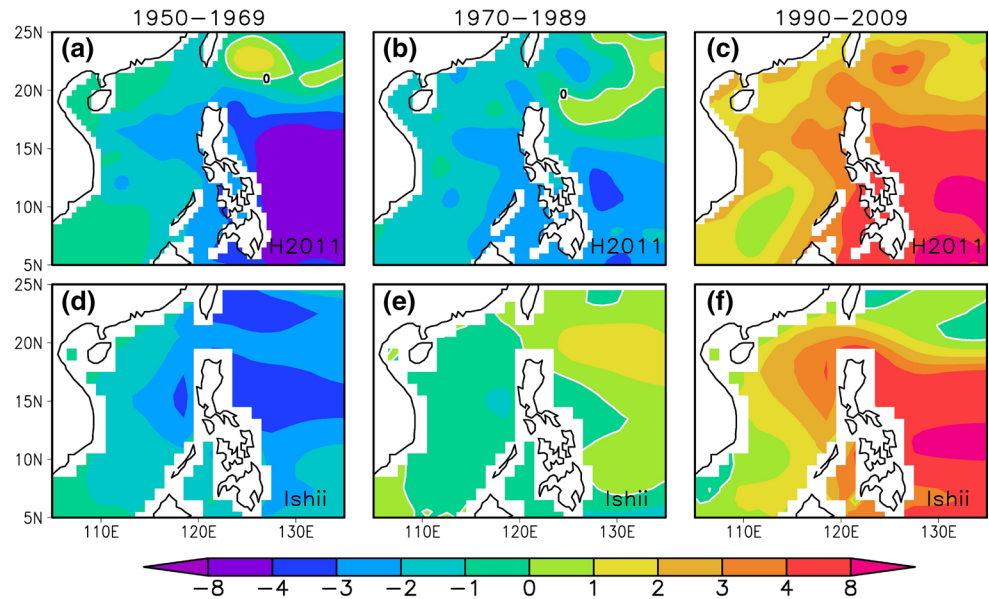 1950−1969 1970−1989 1990−2009
25N (a) (b) (c)
20N 0 0
15N
10N
H2011 H2011 H2011
5N
25N (d) (e) (f)
20N
15N
10N
Ishii Ishii Ishii
5N
110E 120E 130E 110E 120E 130E 110E 120E 130E
−8 −4 −3 −2 −1 0 1 2 3 4 8